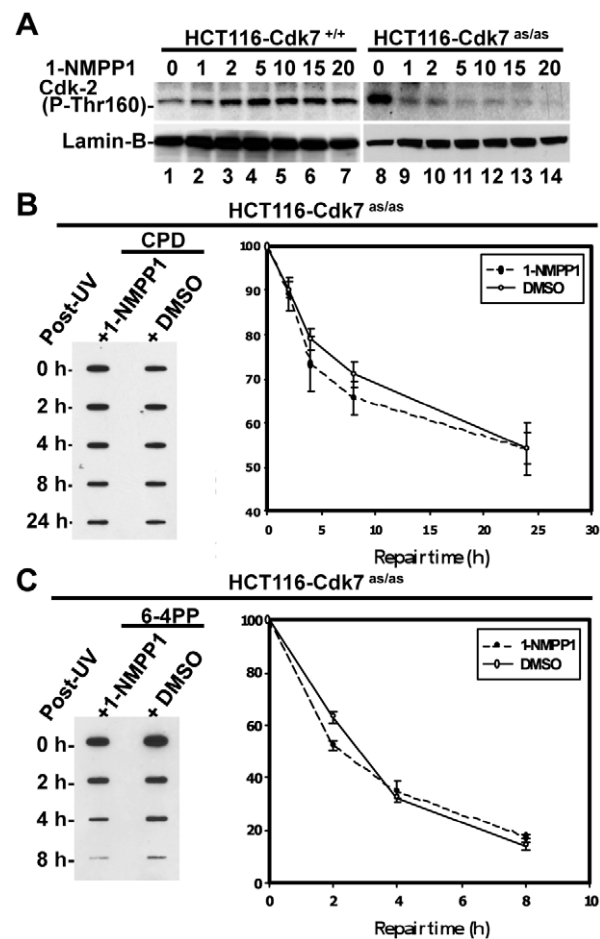 A
HCT116-Cdk7 +/+ HCT116-Cdk7 as/as
1-NMPP1 0 1 2 5 10 15 20 0 1 2 5 10 15 20
Cdk-2
(P-Thr160)-
Lamin-B-
1 2 3 4 5 6 7 8 9 10 11 12 13 14
B
HCT116-Cdk7 as/as
CPD
Post-UV
+1-NMPP1
+ DMSO
0 h-
2 h-
4 h-
8 h-
24 h-
100
90
80
70
60
50
40
0 5 10 15 20 25 30
Repair time (h)
1-NMPP1
DMSO
C
HCT116-Cdk7 as/as
6-4PP
Post-UV
+1-NMPP1
+ DMSO
0 h-
2 h-
4 h-
8 h-
100
80
60
40
20
0
0 2 4 6 8 10
Repair time (h)
1-NMPP1
DMSO